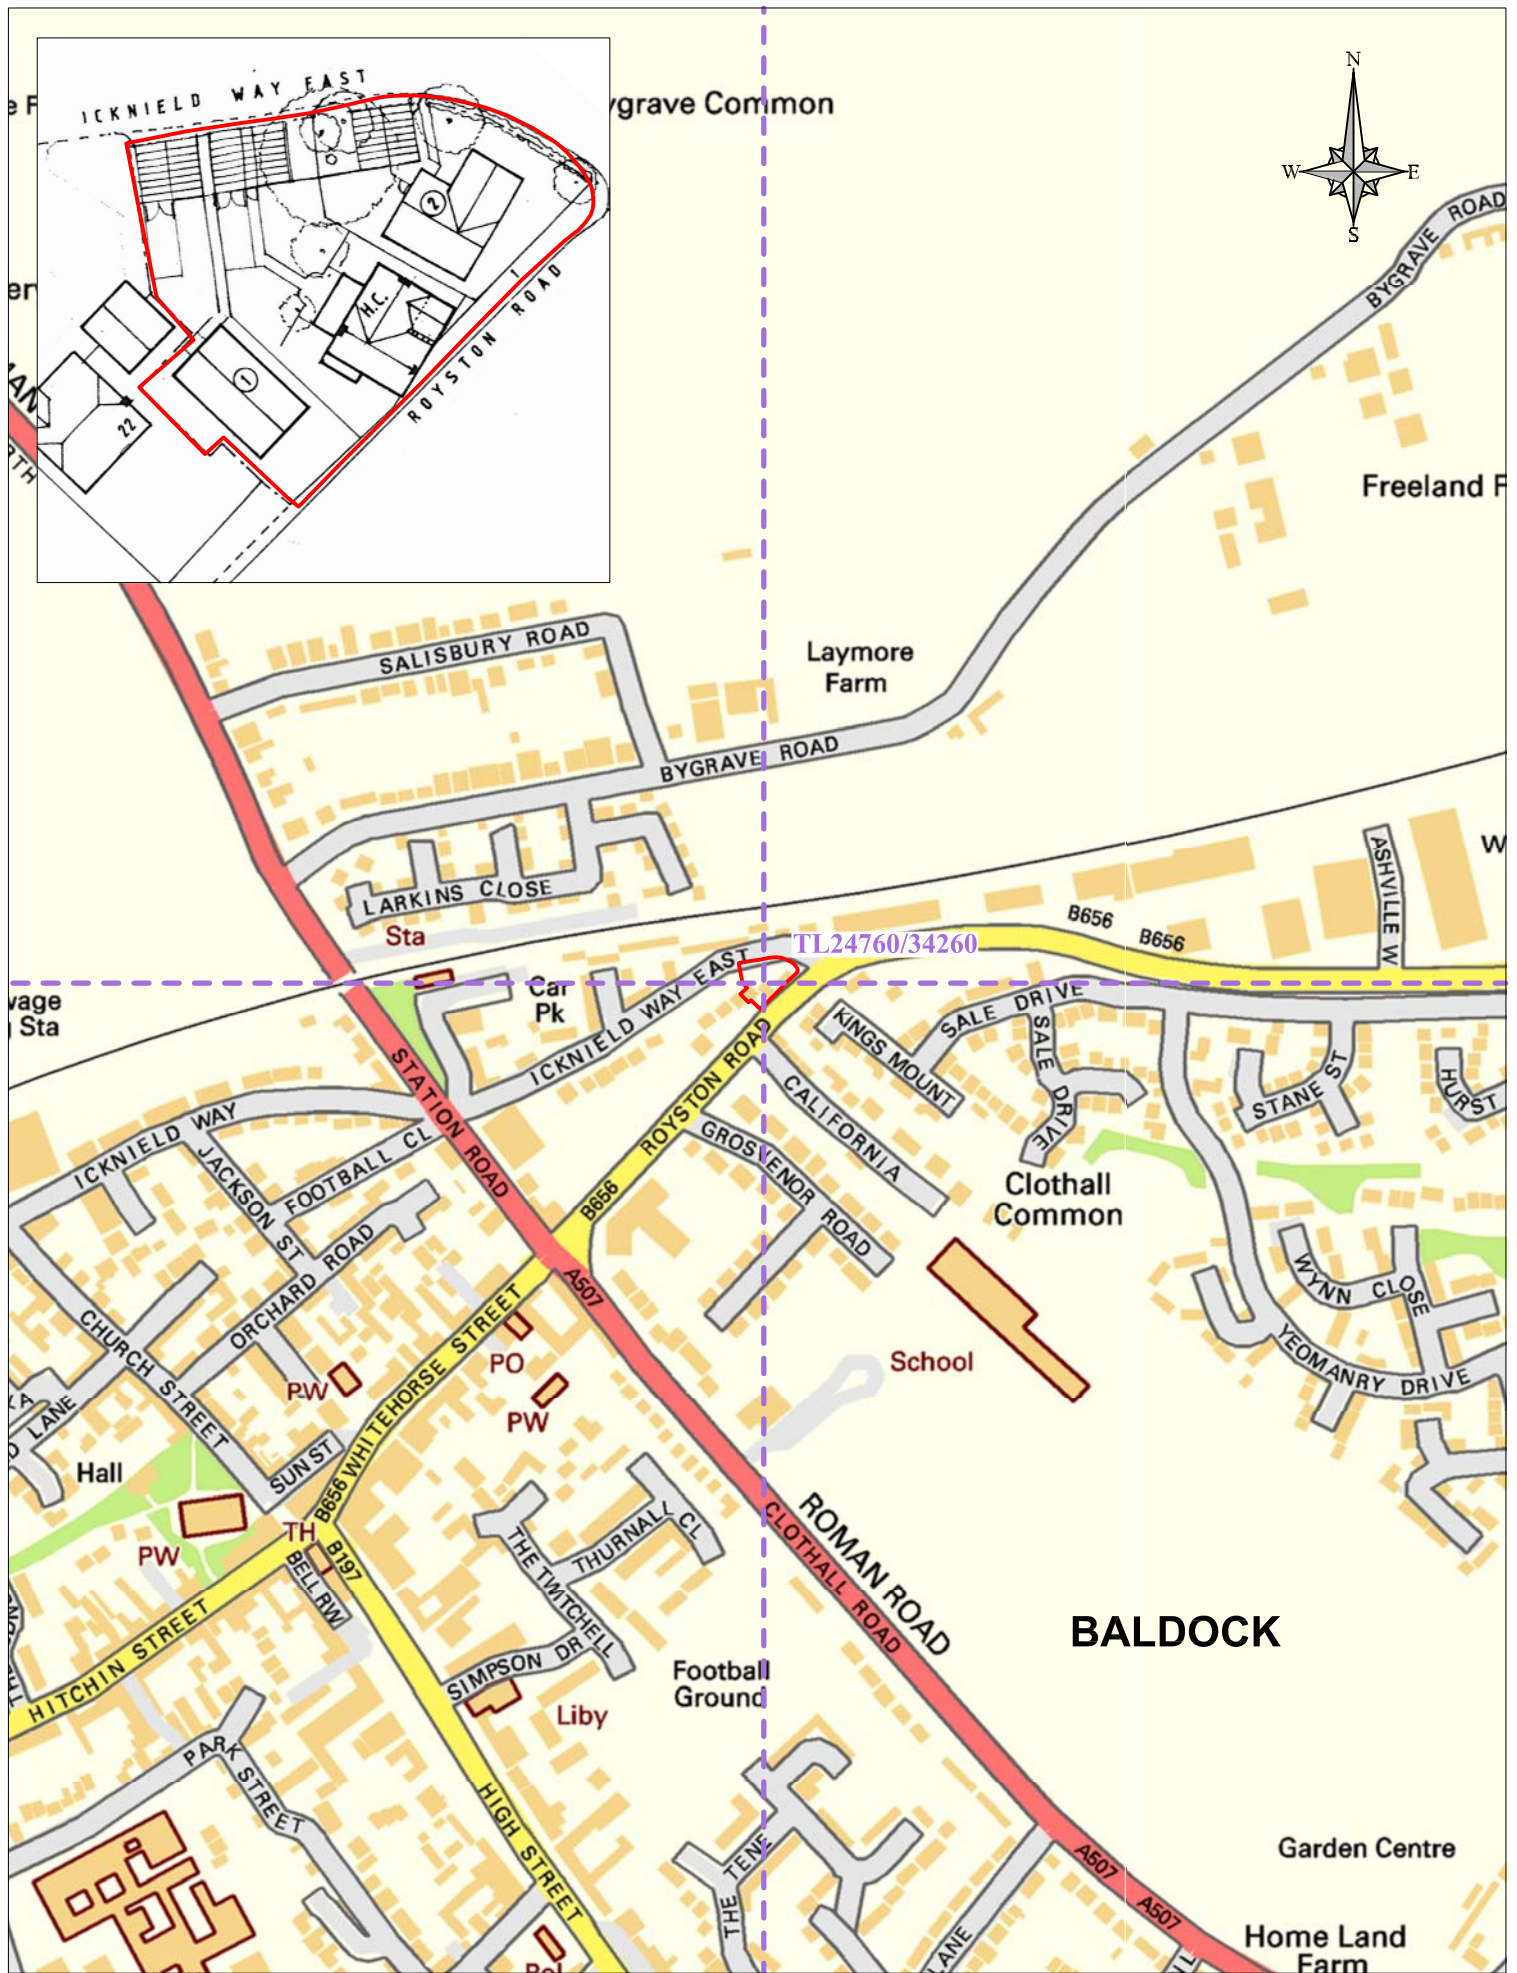 ICKNIELD WAY EAST
2
H.C.
1
22
ROYSTON ROAD
ygrave Common
N
W
E
S
BYGRAVE ROAD
Freeland F
Laymore
Farm
SALISBURY ROAD
BYGRAVE ROAD
LARKINS CLOSE
Sta
B656
B656
ASHVILLE W
W
TL24760/34260
wage
Sta
Car
Pk
ICKNIELD WAY EAST
KINGS MOUNT
SALE DRIVE
SALE DRIVE
STANE ST
HURST
STATION ROAD
ROYSTON ROAD
CALIFORNIA
GROSVENOR ROAD
ICKNIELD WAY
JACKSON ST
FOOTBALL CL
ORCHARD ROAD
B656
Clothall
Common
WYNN CLOSE
YEOMANRY DRIVE
CHURCH STREET
A507
PO
PW
PW
School
LANE
B656 WHITEHORSE STREET
SUN ST
Hall
PW
TH
B197
BELL RW
THURNALL CL
THE TWITCHELL
ROMAN ROAD
CLOTHALL ROAD
BALDOCK
HITCHIN STREET
SIMPSON DR
Liby
Football
Ground
PARK STREET
HIGH STREET
THE TENE
A507
A507
Garden Centre
Home Land
Farm
LANE
Pol